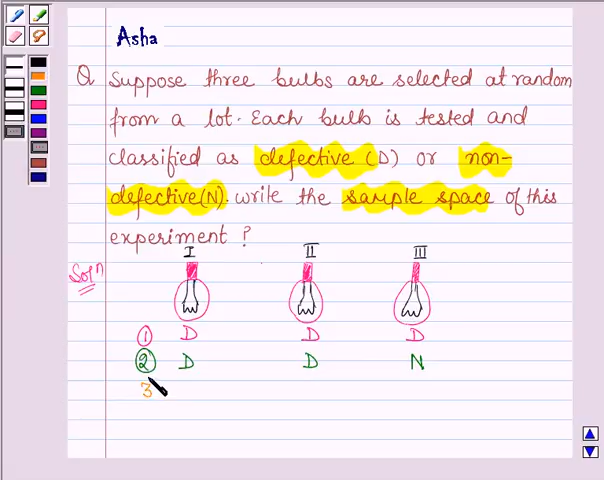 Asha
Q Suppose three bulbs are selected at random
from a lot. Each bulb is tested and
classified as defective (D) or non-
defective(N). write the sample space of this
experiment ?
I II III
Solⁿ
1 D D D
2 D D N
3